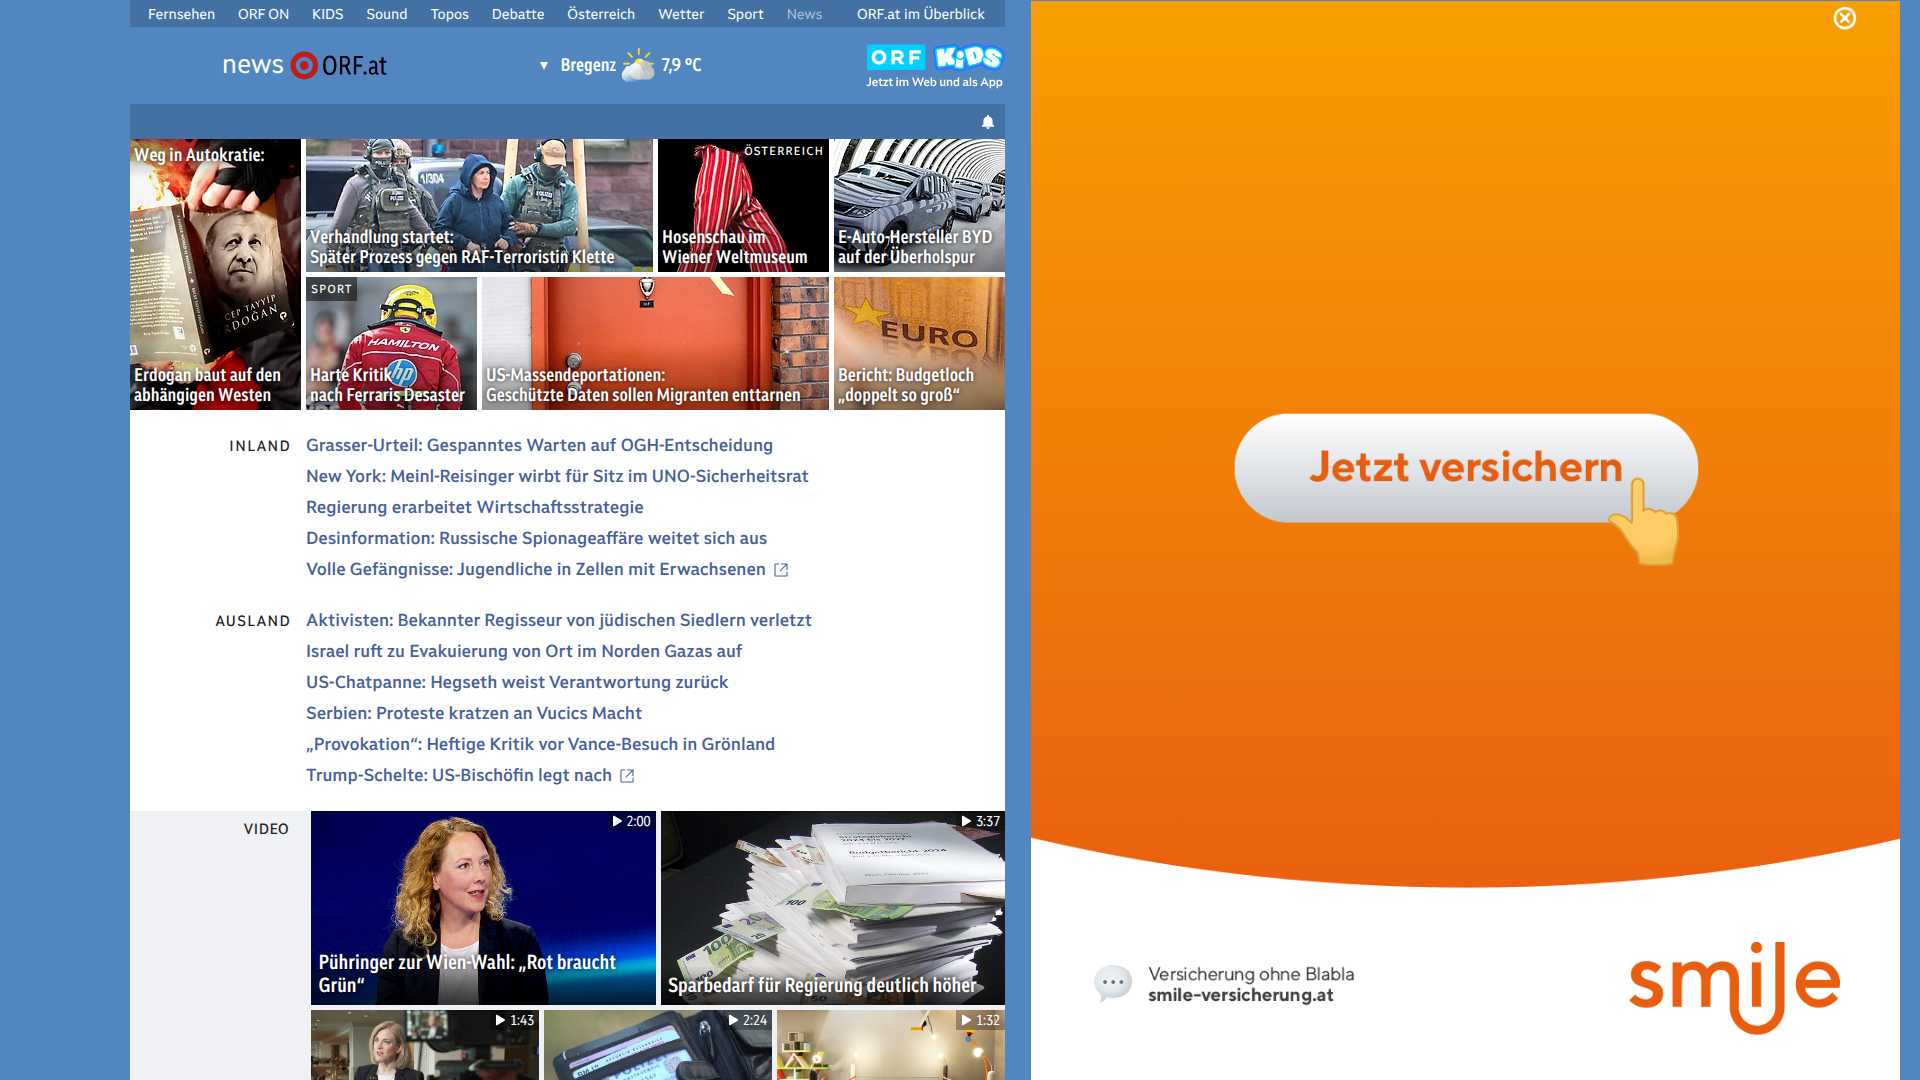 Fernsehen ORF ON KIDS Sound Topos Debatte Österreich Wetter Sport News ORF.at im Überblick
news ORF.at
Bregenz 7,9 °C
ORF KiDS
Jetzt im Web und als App
Weg in Autokratie:
Erdogan baut auf den
abhängigen Westen
Verhandlung startet:
Später Prozess gegen RAF-Terroristin Klette
ÖSTERREICH
Hosenschau im
Wiener Weltmuseum
E-Auto-Hersteller BYD
auf der Überholspur
SPORT
HAMILTON
hp
Harte Kritik
nach Ferraris Desaster
US-Massendeportationen:
Geschützte Daten sollen Migranten enttarnen
EURO
Bericht: Budgetloch
„doppelt so groß“
INLAND
Grasser-Urteil: Gespanntes Warten auf OGH-Entscheidung
New York: Meinl-Reisinger wirbt für Sitz im UNO-Sicherheitsrat
Regierung erarbeitet Wirtschaftsstrategie
Desinformation: Russische Spionageaffäre weitet sich aus
Volle Gefängnisse: Jugendliche in Zellen mit Erwachsenen
AUSLAND
Aktivisten: Bekannter Regisseur von jüdischen Siedlern verletzt
Israel ruft zu Evakuierung von Ort im Norden Gazas auf
US-Chatpanne: Hegseth weist Verantwortung zurück
Serbien: Proteste kratzen an Vucics Macht
„Provokation“: Heftige Kritik vor Vance-Besuch in Grönland
Trump-Schelte: US-Bischöfin legt nach
VIDEO
2:00
Pühringer zur Wien-Wahl: „Rot braucht
Grün“
3:37
Sparbedarf für Regierung deutlich höher
1:43
2:24
1:32
Jetzt versichern
Versicherung ohne Blabla
smile-versicherung.at
smile